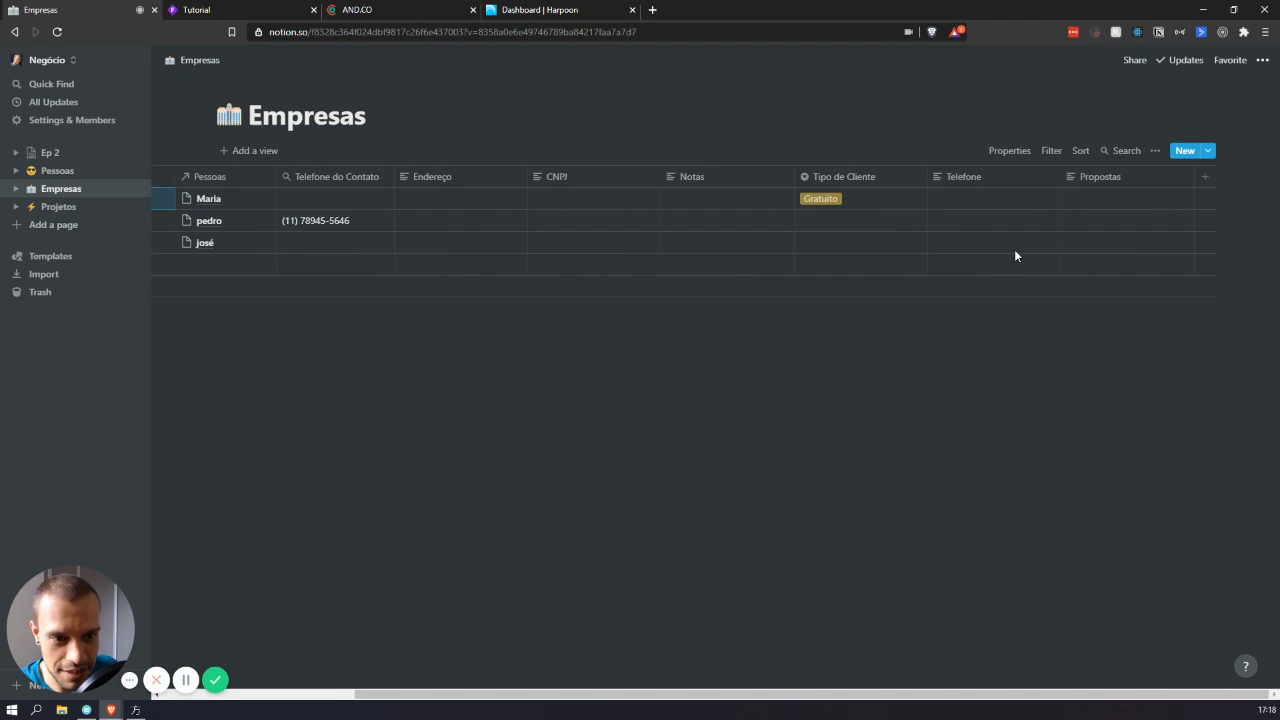 Empresas
Tutorial
AND.CO
Dashboard | Harpoon
notion.so/f8328c364f024dbf9817c26f6e437003?v=8358a0e6e49746789ba84217faa7a7d7
Negócio
Empresas
Share
Updates
Favorite
Quick Find
All Updates
Settings & Members
Empresas
Add a view
Properties
Filter
Sort
Search
New
Ep 2
Pessoas
Empresas
Projetos
Add a page
Templates
Import
Trash
Pessoas
Telefone do Contato
Endereço
CNPJ
Notas
Tipo de Cliente
Telefone
Propostas
Maria
Gratuito
pedro
(11) 78945-5646
josé
?
17:18